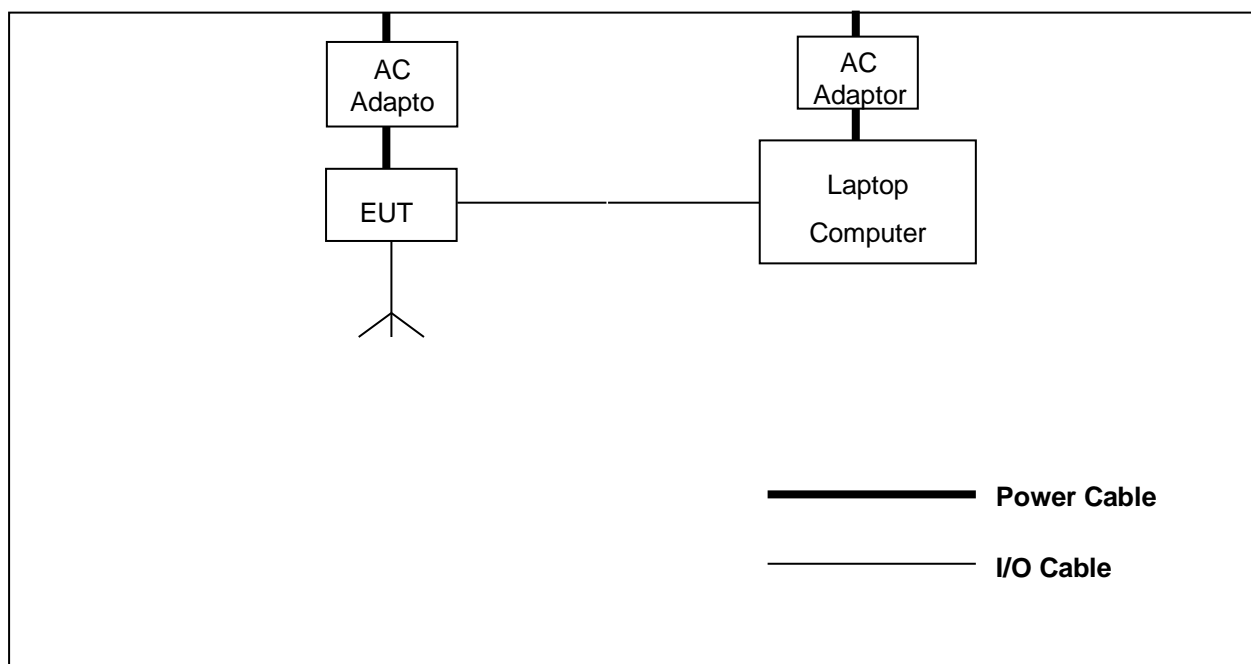 AC
Adapto
AC
Adaptor
EUT
Laptop
Computer
Power Cable
I/O Cable